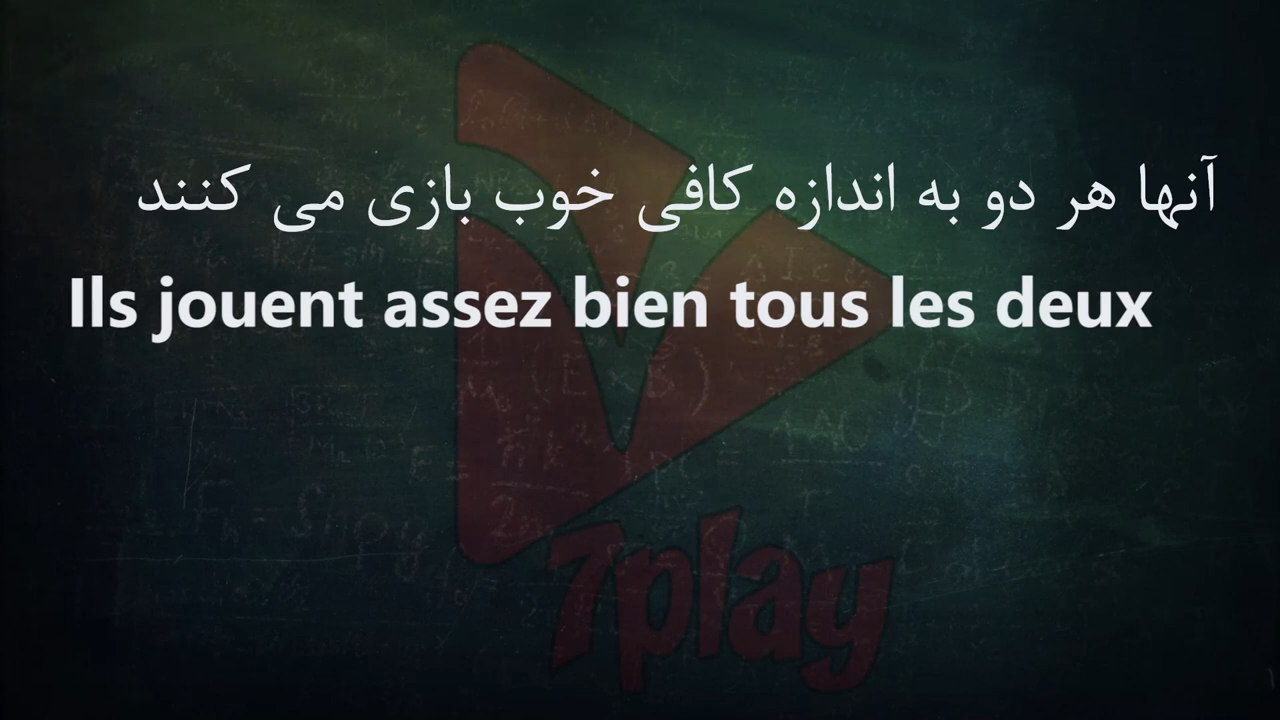 آنها هر دو به اندازه کافی خوب بازی می کنند
Ils jouent assez bien tous les deux
7play